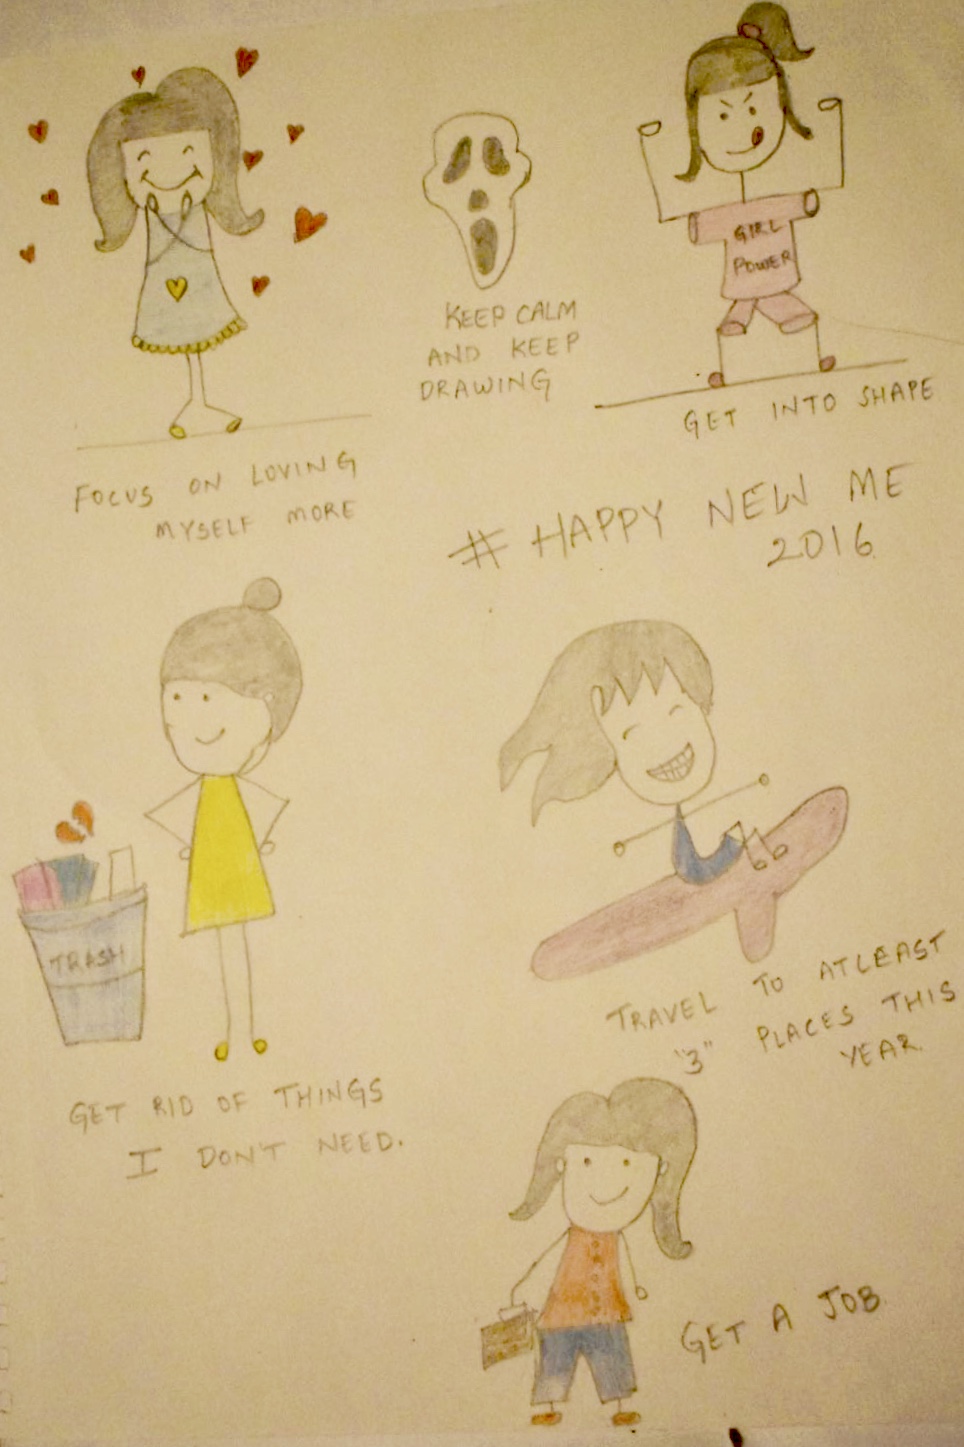 GIRL
POWER
KEEP CALM
AND KEEP
DRAWING
GET INTO SHAPE
FOCUS ON LOVING
MYSELF MORE
# HAPPY NEW ME
2016
TRASH
TRAVEL TO ATLEAST
"3" PLACES THIS
YEAR
GET RID OF THINGS
I DON'T NEED.
GET A JOB